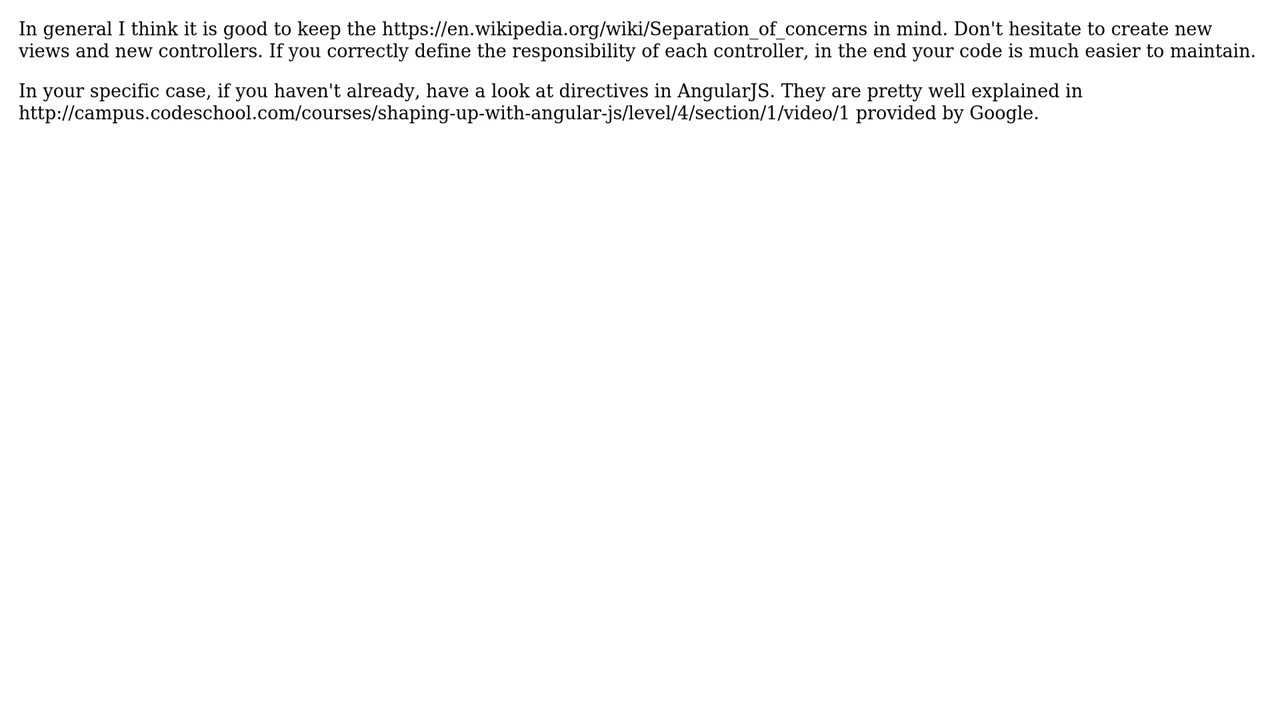 In general I think it is good to keep the https://en.wikipedia.org/wiki/Separation_of_concerns in mind. Don't hesitate to create new
views and new controllers. If you correctly define the responsibility of each controller, in the end your code is much easier to maintain.
In your specific case, if you haven't already, have a look at directives in AngularJS. They are pretty well explained in
http://campus.codeschool.com/courses/shaping-up-with-angular-js/level/4/section/1/video/1 provided by Google.